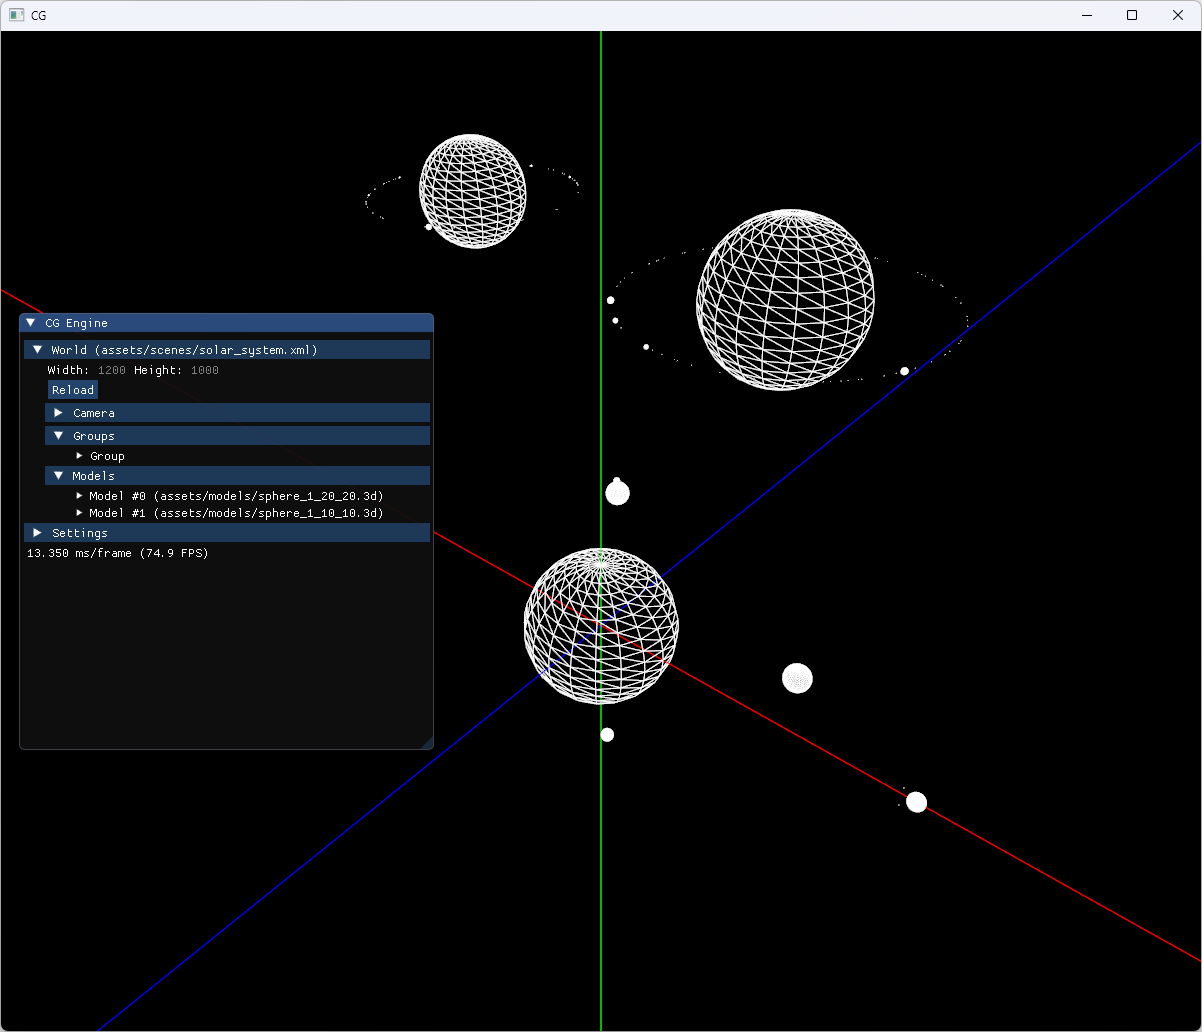 CG
CG Engine
World (assets/scenes/solar_system.xml)
Width: 1200 Height: 1000
Reload
Camera
Groups
Group
Models
Model #0 (assets/models/sphere_1_20_20.3d)
Model #1 (assets/models/sphere_1_10_10.3d)
Settings
13.350 ms/frame (74.9 FPS)